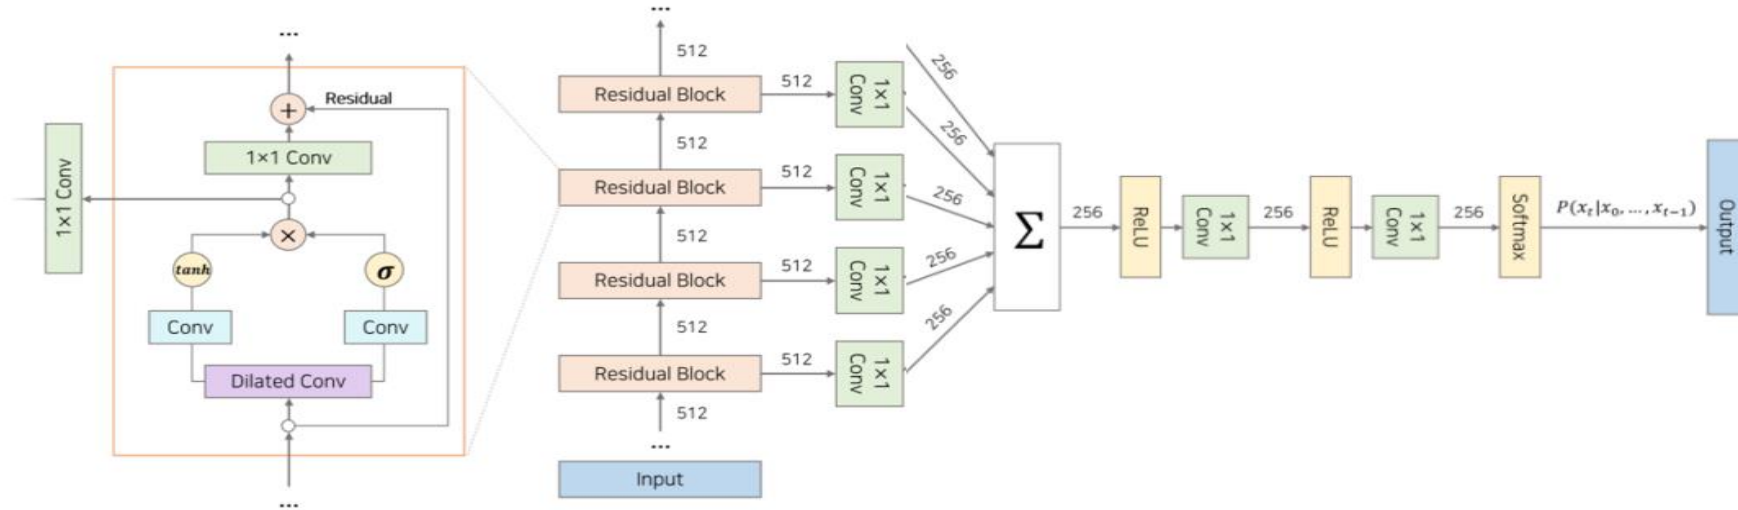 ...
Residual
+
1×1 Conv
1×1 Conv
×
tanh
σ
Conv
Conv
Dilated Conv
...
...
512
Residual Block
512
1×1
Conv
256
256
512
Residual Block
512
1×1
Conv
256
512
Residual Block
512
1×1
Conv
256
512
Residual Block
512
1×1
Conv
256
512
...
Input
Σ
256
ReLU
1×1
Conv
256
ReLU
1×1
Conv
256
Softmax
P(x_t|x_0, ..., x_{t−1})
Output